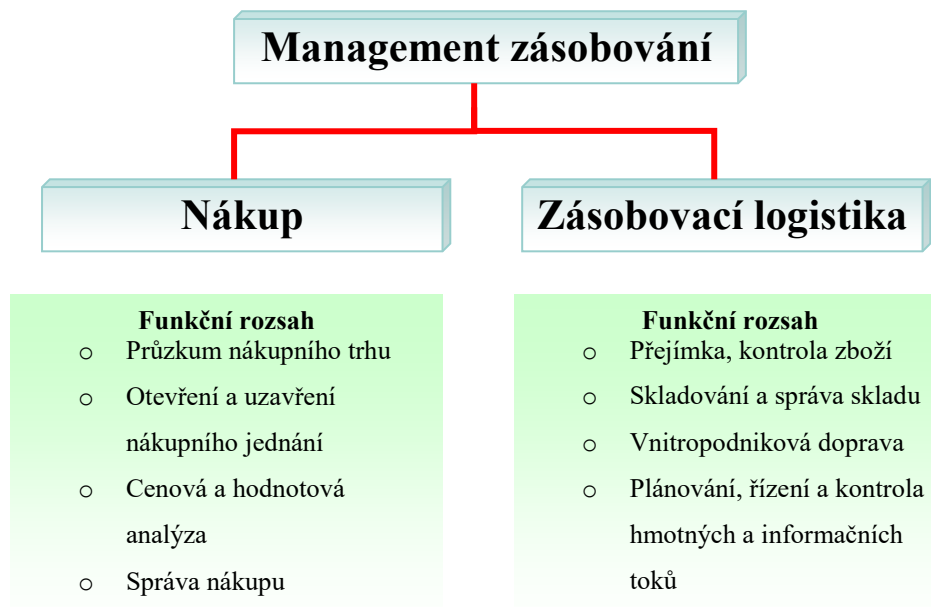 Management zásobování
Nákup
Zásobovací logistika
Funkční rozsah
o Průzkum nákupního trhu
o Otevření a uzavření
nákupního jednání
o Cenová a hodnotová
analýza
o Správa nákupu
Funkční rozsah
o Přejímka, kontrola zboží
o Skladování a správa skladu
o Vnitropodniková doprava
o Plánování, řízení a kontrola
hmotných a informačních
toků